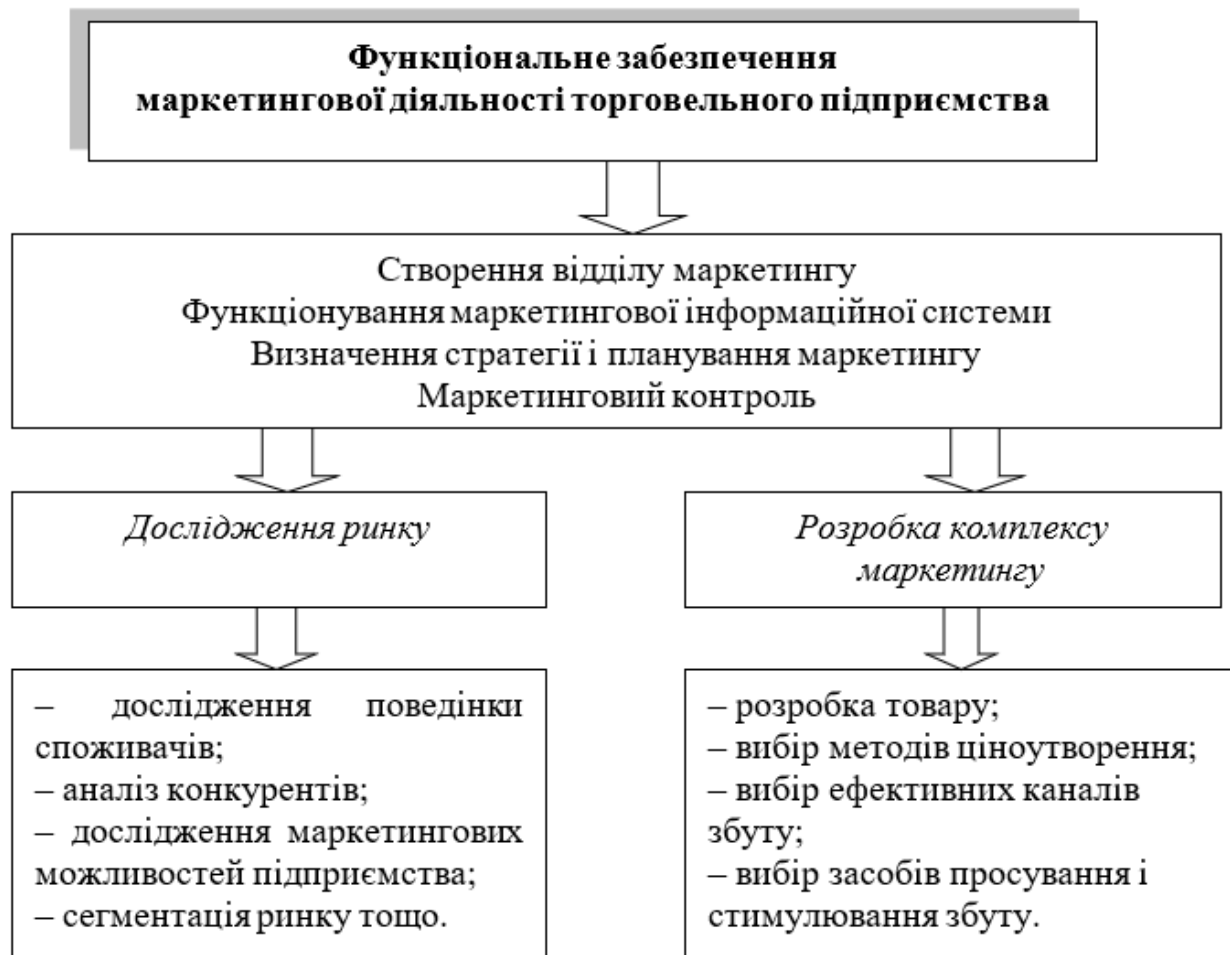 Функціональне забезпечення
маркетингової діяльності торговельного підприємства
Створення відділу маркетингу
Функціонування маркетингової інформаційної системи
Визначення стратегії і планування маркетингу
Маркетинговий контроль
Дослідження ринку
Розробка комплексу
маркетингу
– дослідження поведінки
споживачів;
– аналіз конкурентів;
– дослідження маркетингових
можливостей підприємства;
– сегментація ринку тощо.
– розробка товару;
– вибір методів ціноутворення;
– вибір ефективних каналів
збуту;
– вибір засобів просування і
стимулювання збуту.